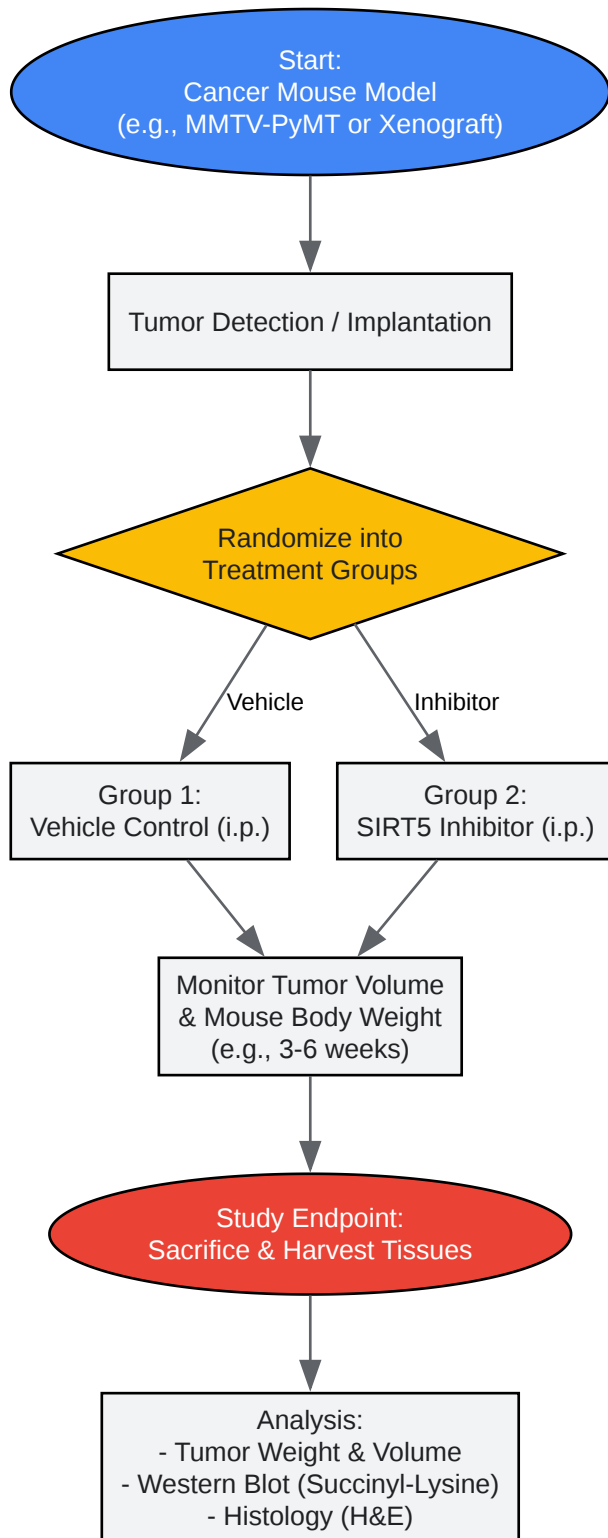 Start:
Cancer Mouse Model
(e.g., MMTV-PyMT or Xenograft)
Tumor Detection / Implantation
Randomize into
Treatment Groups
Vehicle
Inhibitor
Group 1:
Vehicle Control (i.p.)
Group 2:
SIRT5 Inhibitor (i.p.)
Monitor Tumor Volume
& Mouse Body Weight
(e.g., 3-6 weeks)
Study Endpoint:
Sacrifice & Harvest Tissues
Analysis:
- Tumor Weight & Volume
- Western Blot (Succinyl-Lysine)
- Histology (H&E)